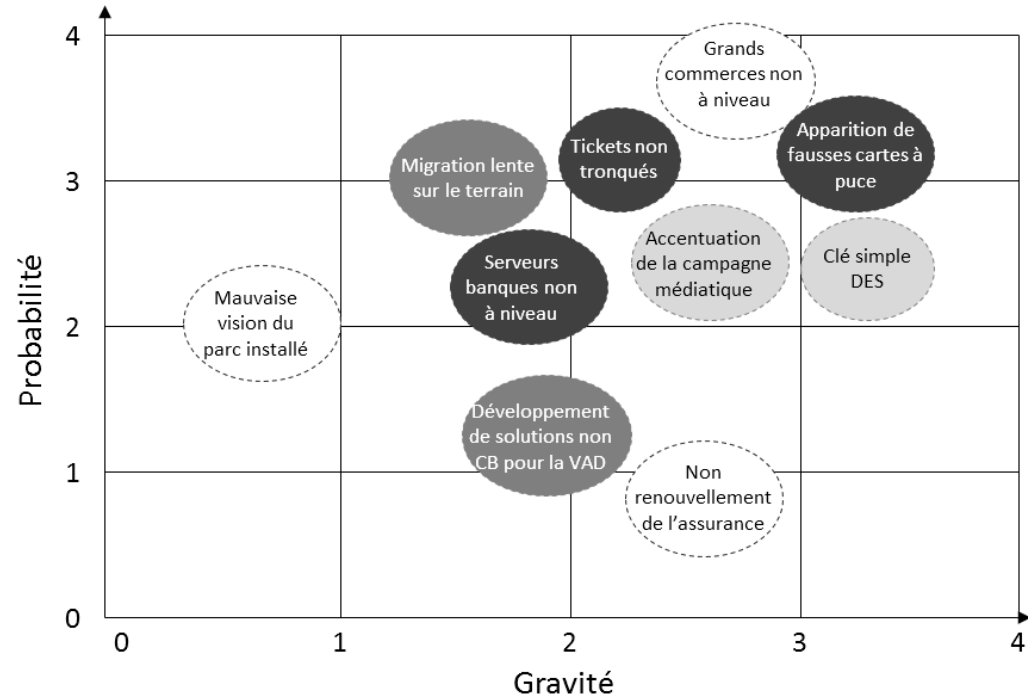 4
Grands
commerces non
à niveau
Apparition de
fausses cartes à
puce
Tickets non
tronqués
Migration lente
sur le terrain
3
Accentuation
de la campagne
médiatique
Clé simple
DES
Serveurs
banques non
à niveau
Mauvaise
vision du
parc installé
Probabilité
2
Développement
de solutions non
CB pour la VAD
1
Non
renouvellement
de l’assurance
0
0
1
2
3
4
Gravité